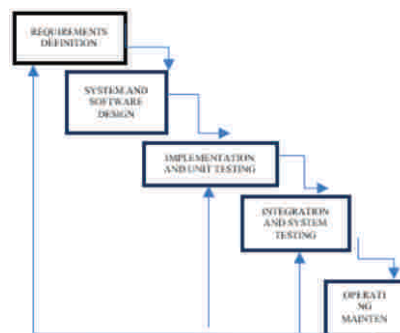 REQUIREMENTS
DEFINITION
SYSTEM AND
SOFTWARE
DESIGN
IMPLEMENTATION
AND UNIT TESTING
INTEGRATION
AND SYSTEM
TESTING
OPERATI
NG
MAINTEN